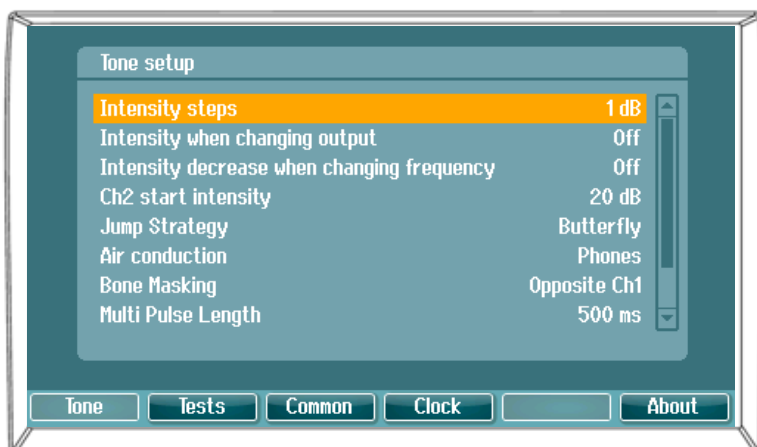 Tone setup
Intensity steps 1 dB
Intensity when changing output Off
Intensity decrease when changing frequency Off
Ch2 start intensity 20 dB
Jump Strategy Butterfly
Air conduction Phones
Bone Masking Opposite Ch1
Multi Pulse Length 500 ms
Tone Tests Common Clock About